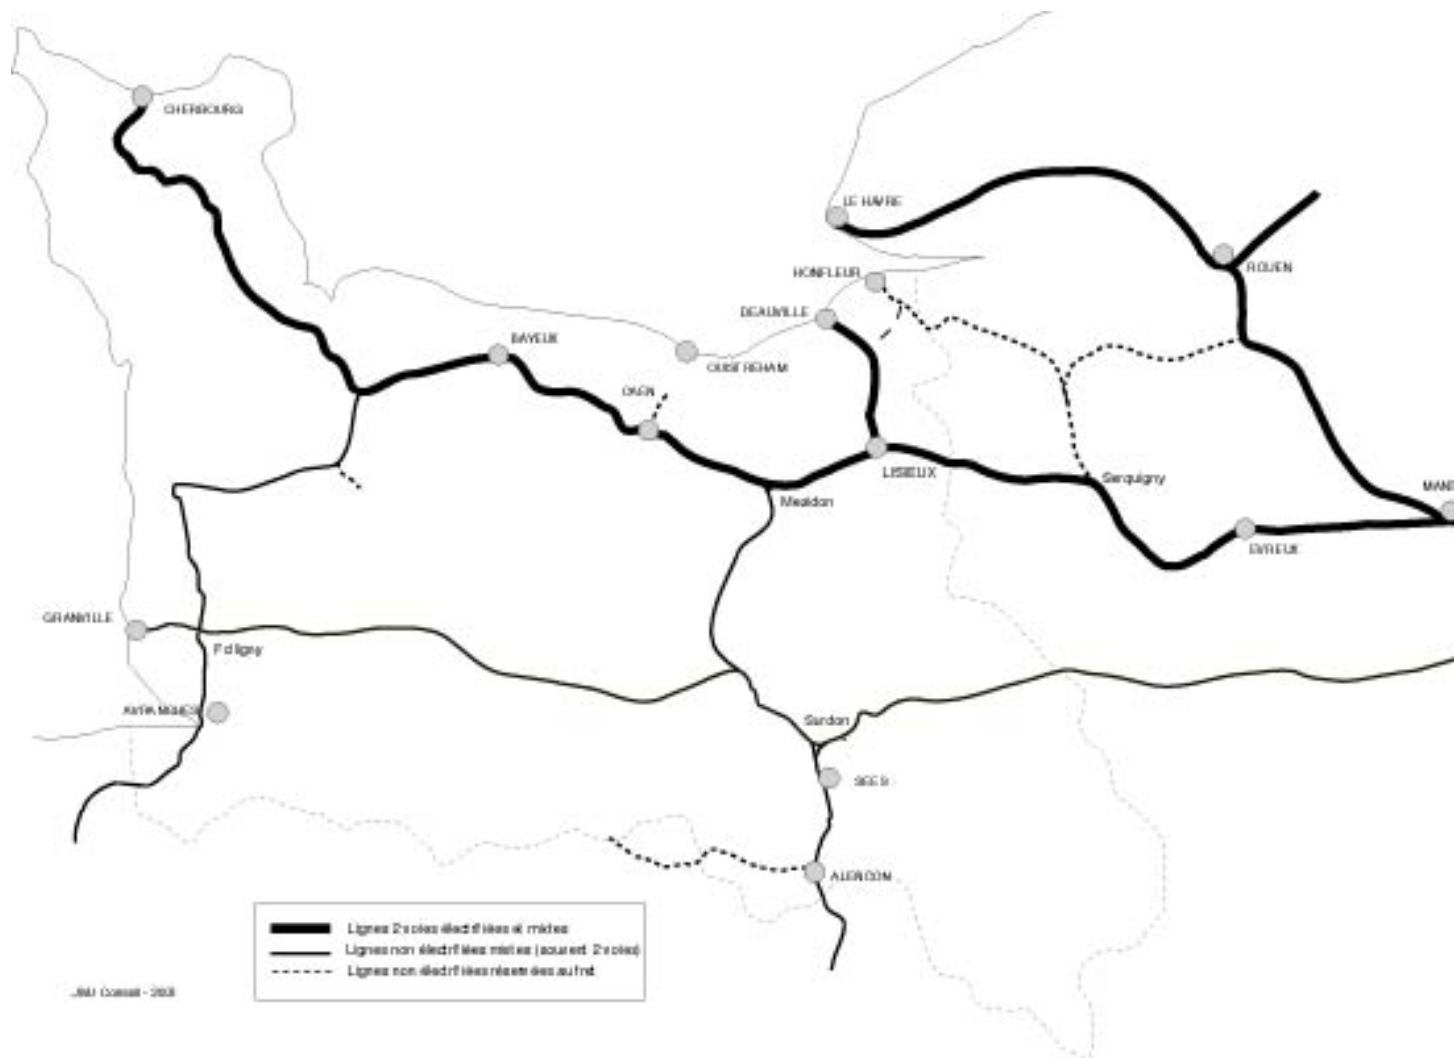 CHERBOURG
LE HAVRE
ROUEN
HONFLEUR
DEAUVILLE
BAYEUX
OUISTREHAM
CAEN
LISIEUX
Serquigny
MANT
Mezidon
EVREUX
GRANVILLE
Folligny
AVRANCHES
Surdon
SEES
ALENCON
Lignes 2 voies électrifiées et mixtes
Lignes non électrifiées mixtes (souvent 2 voies)
Lignes non électrifiées réservées au fret
Conseil -